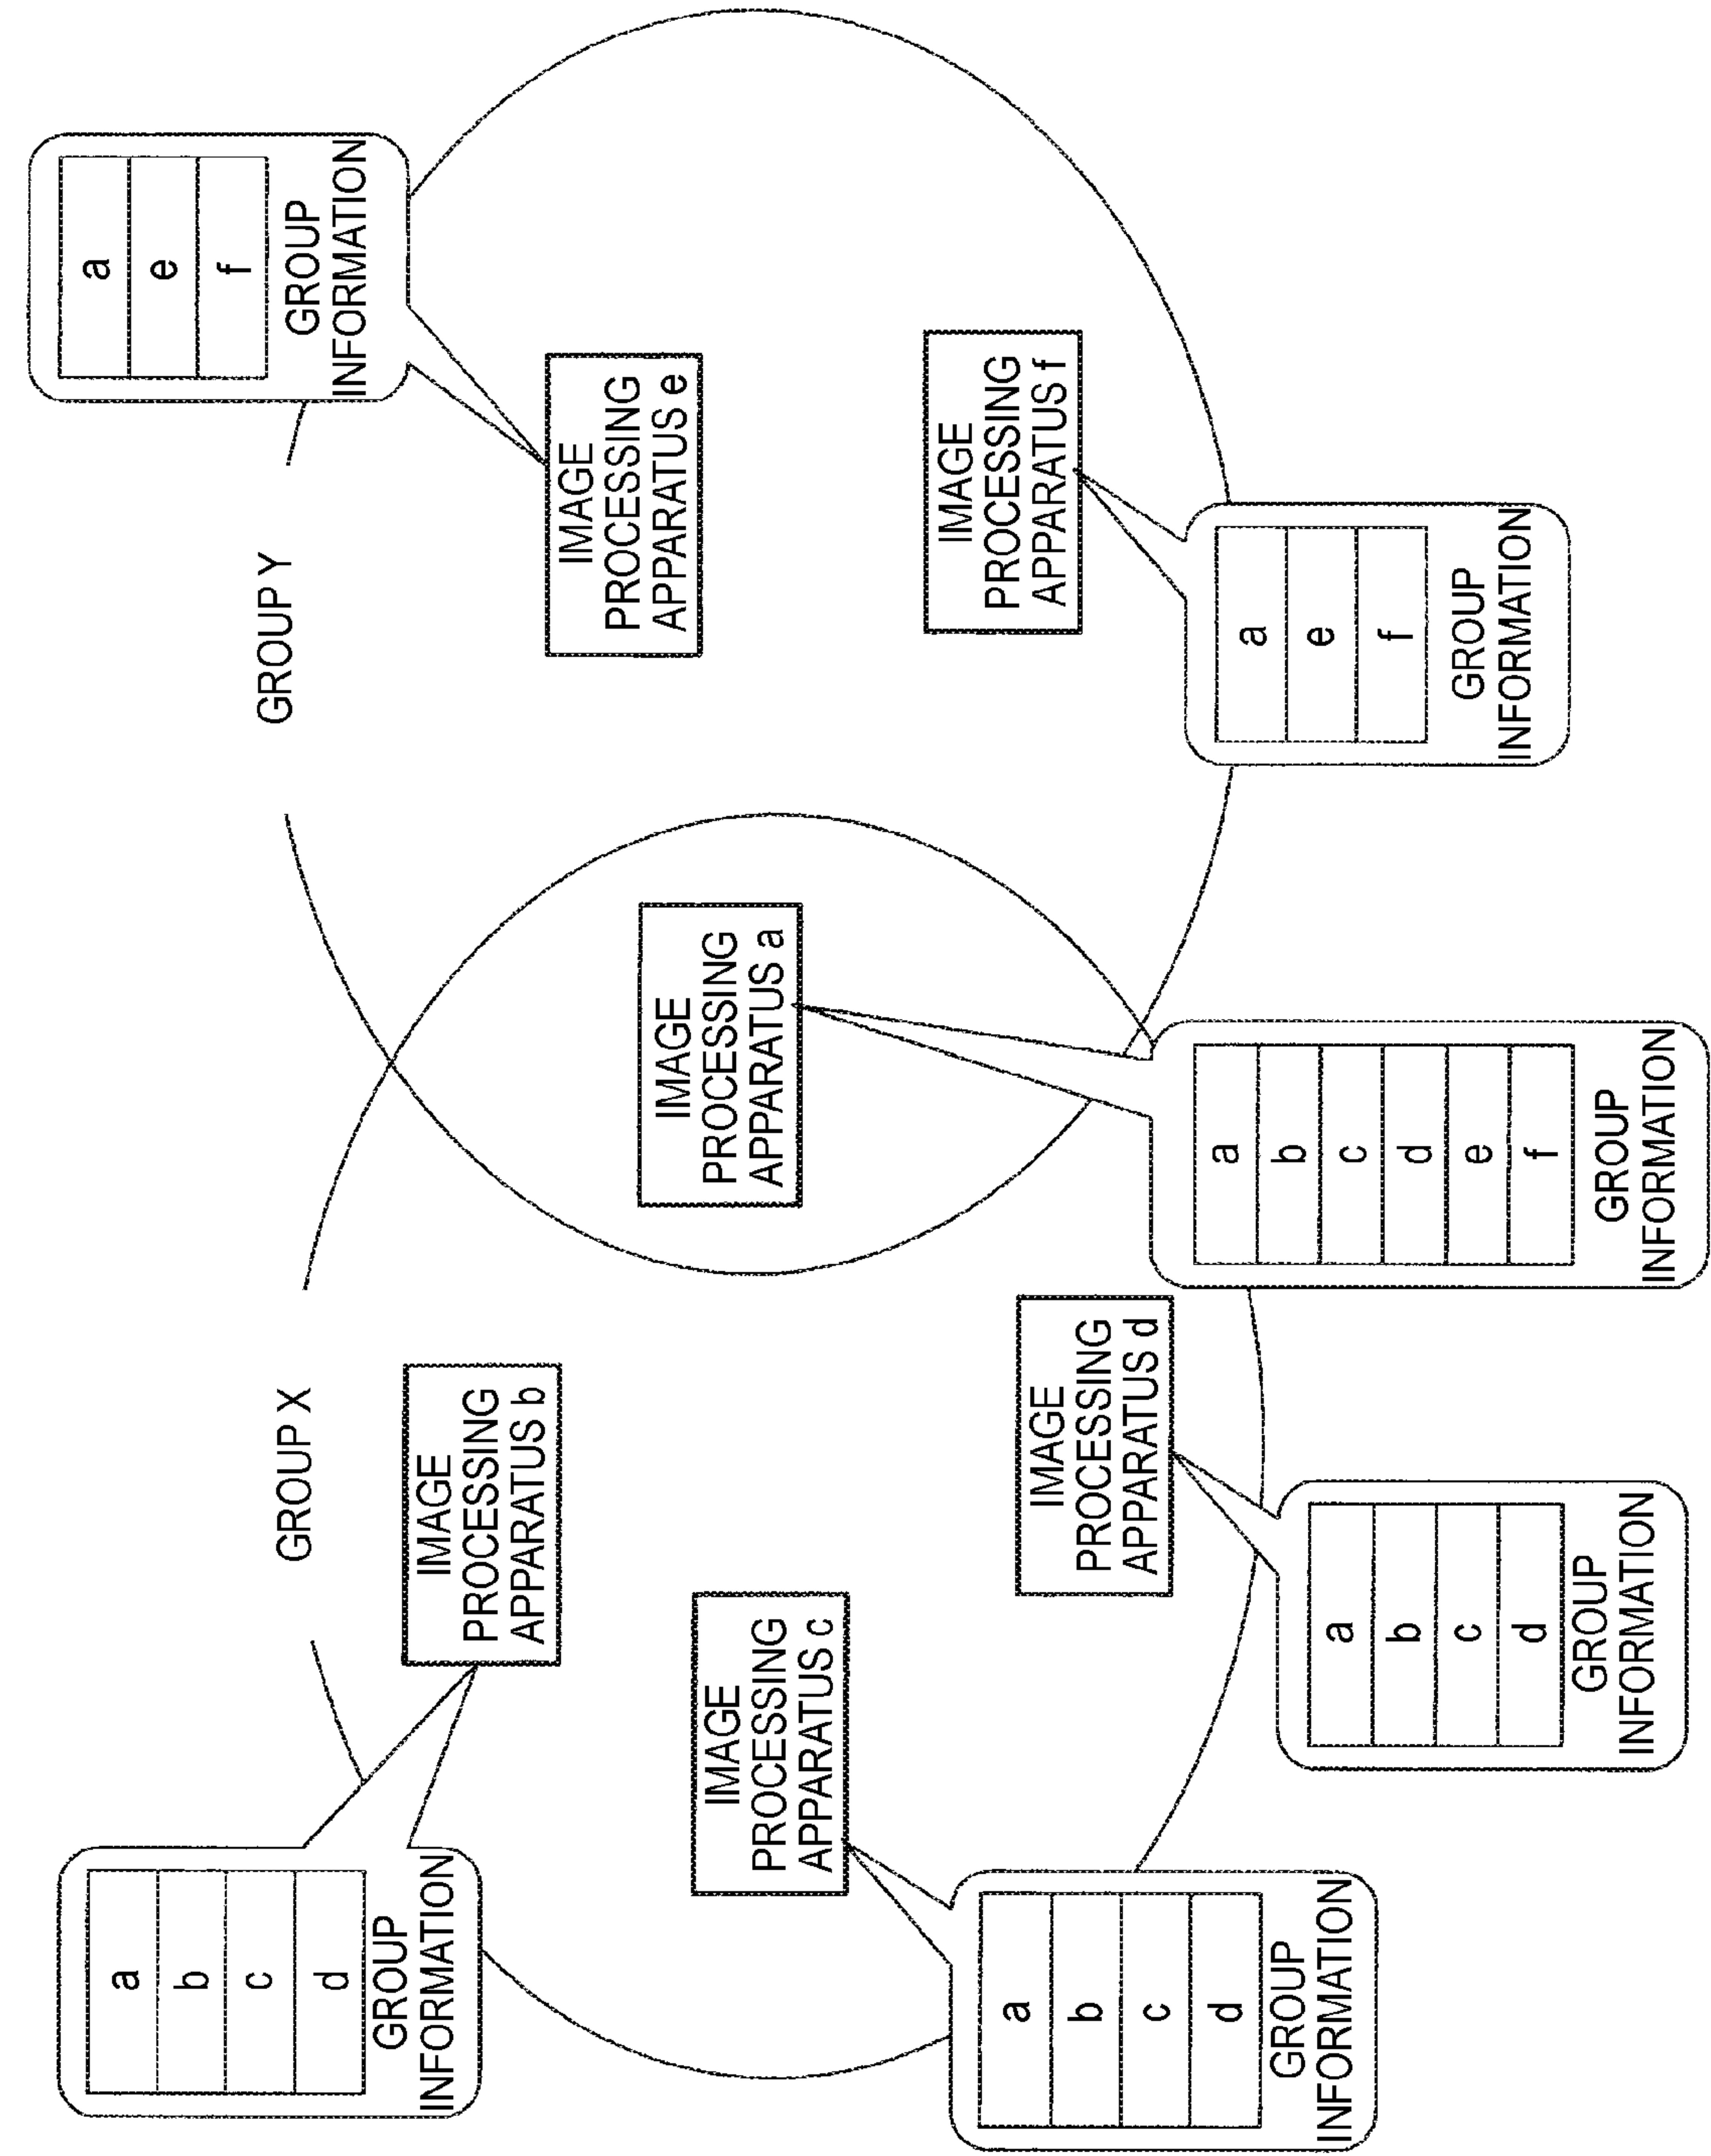 a
b
c
d
GROUP
INFORMATION
GROUP X
GROUP Y
a
e
f
GROUP
INFORMATION
IMAGE
PROCESSING
APPARATUS b
IMAGE
PROCESSING
APPARATUS e
IMAGE
PROCESSING
APPARATUS c
IMAGE
PROCESSING
APPARATUS a
IMAGE
PROCESSING
APPARATUS f
a
b
c
d
GROUP
INFORMATION
IMAGE
PROCESSING
APPARATUS d
a
b
c
d
GROUP
INFORMATION
a
b
c
d
e
f
GROUP
INFORMATION
a
e
f
GROUP
INFORMATION